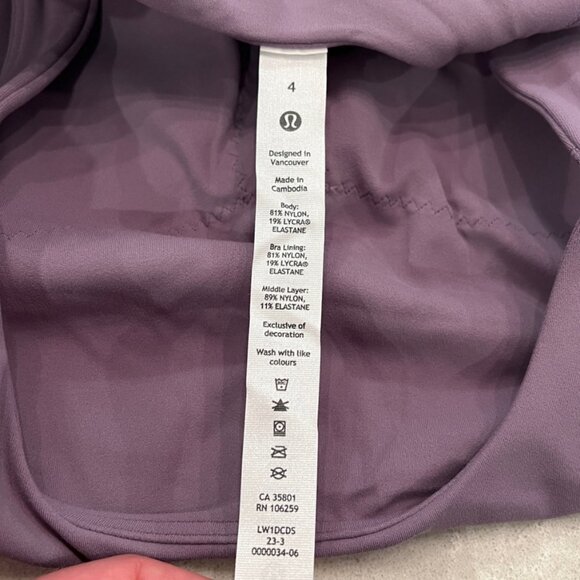 4
Designed in
Vancouver
Made in
Cambodia
Body:
81% NYLON,
19% LYCRA®
ELASTANE
Bra Lining:
81% NYLON,
19% LYCRA®
ELASTANE
Middle Layer:
89% NYLON,
11% ELASTANE
Exclusive of
decoration
Wash with like
colours
CA 35801
RN 106259
LW1DCDS
23-3
0000034-06